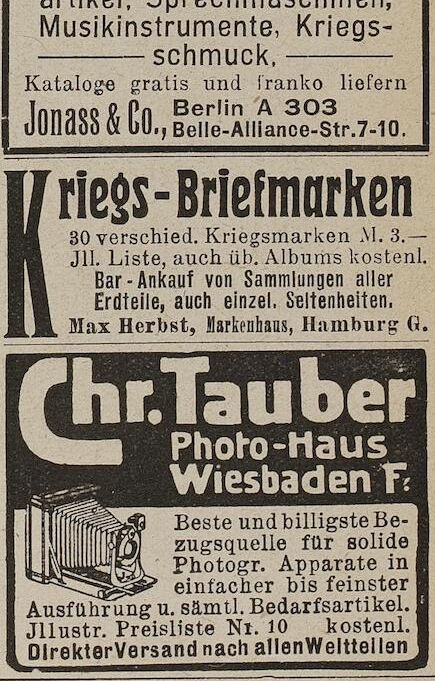 artikel, Sprechmaschinen,
Musikinstrumente, Kriegs-
schmuck.
Kataloge gratis und franko liefern
Jonass & Co., Berlin A 303
Belle-Alliance-Str. 7-10.
Kriegs-Briefmarken
30 verschied. Kriegsmarken M. 3.—
Jll. Liste, auch üb. Albums kostenl.
Bar-Ankauf von Sammlungen aller
Erdteile, auch einzel. Seltenheiten.
Max Herbst, Markenhaus, Hamburg G.
Chr. Tauber
Photo-Haus
Wiesbaden F.
Beste und billigste Be-
zugsquelle für solide
Photogr. Apparate in
einfacher bis feinster
Ausführung u. sämtl. Bedarfsartikel.
Jllustr. Preisliste Nr. 10 kostenl.
Direkter Versand nach allen Weltteilen